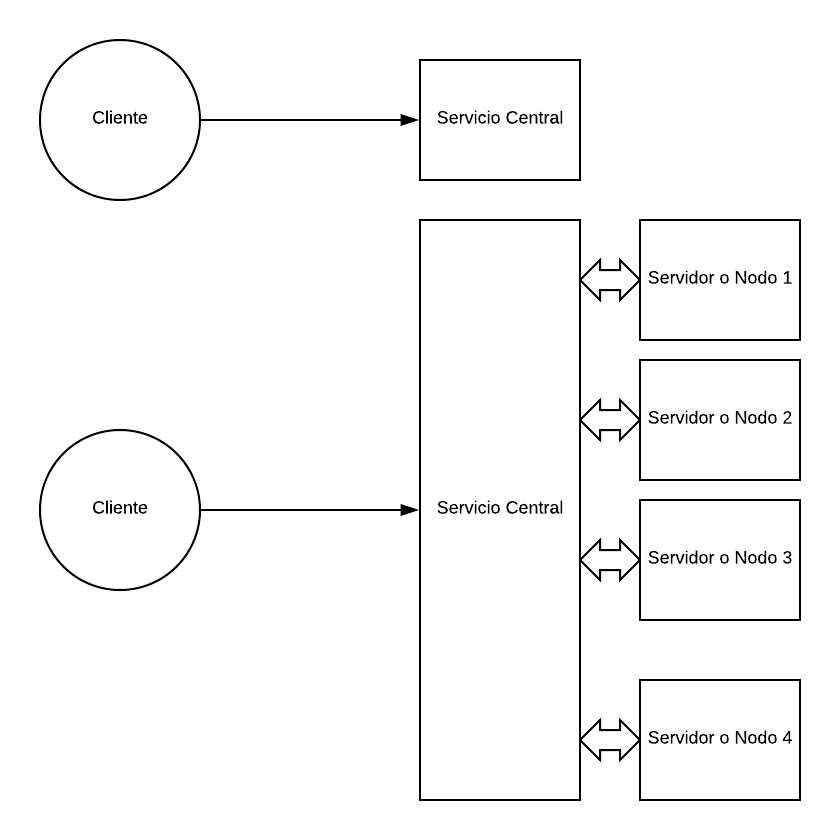 Cliente
Servicio Central
Servidor o Nodo 1
Servidor o Nodo 2
Cliente
Servicio Central
Servidor o Nodo 3
Servidor o Nodo 4